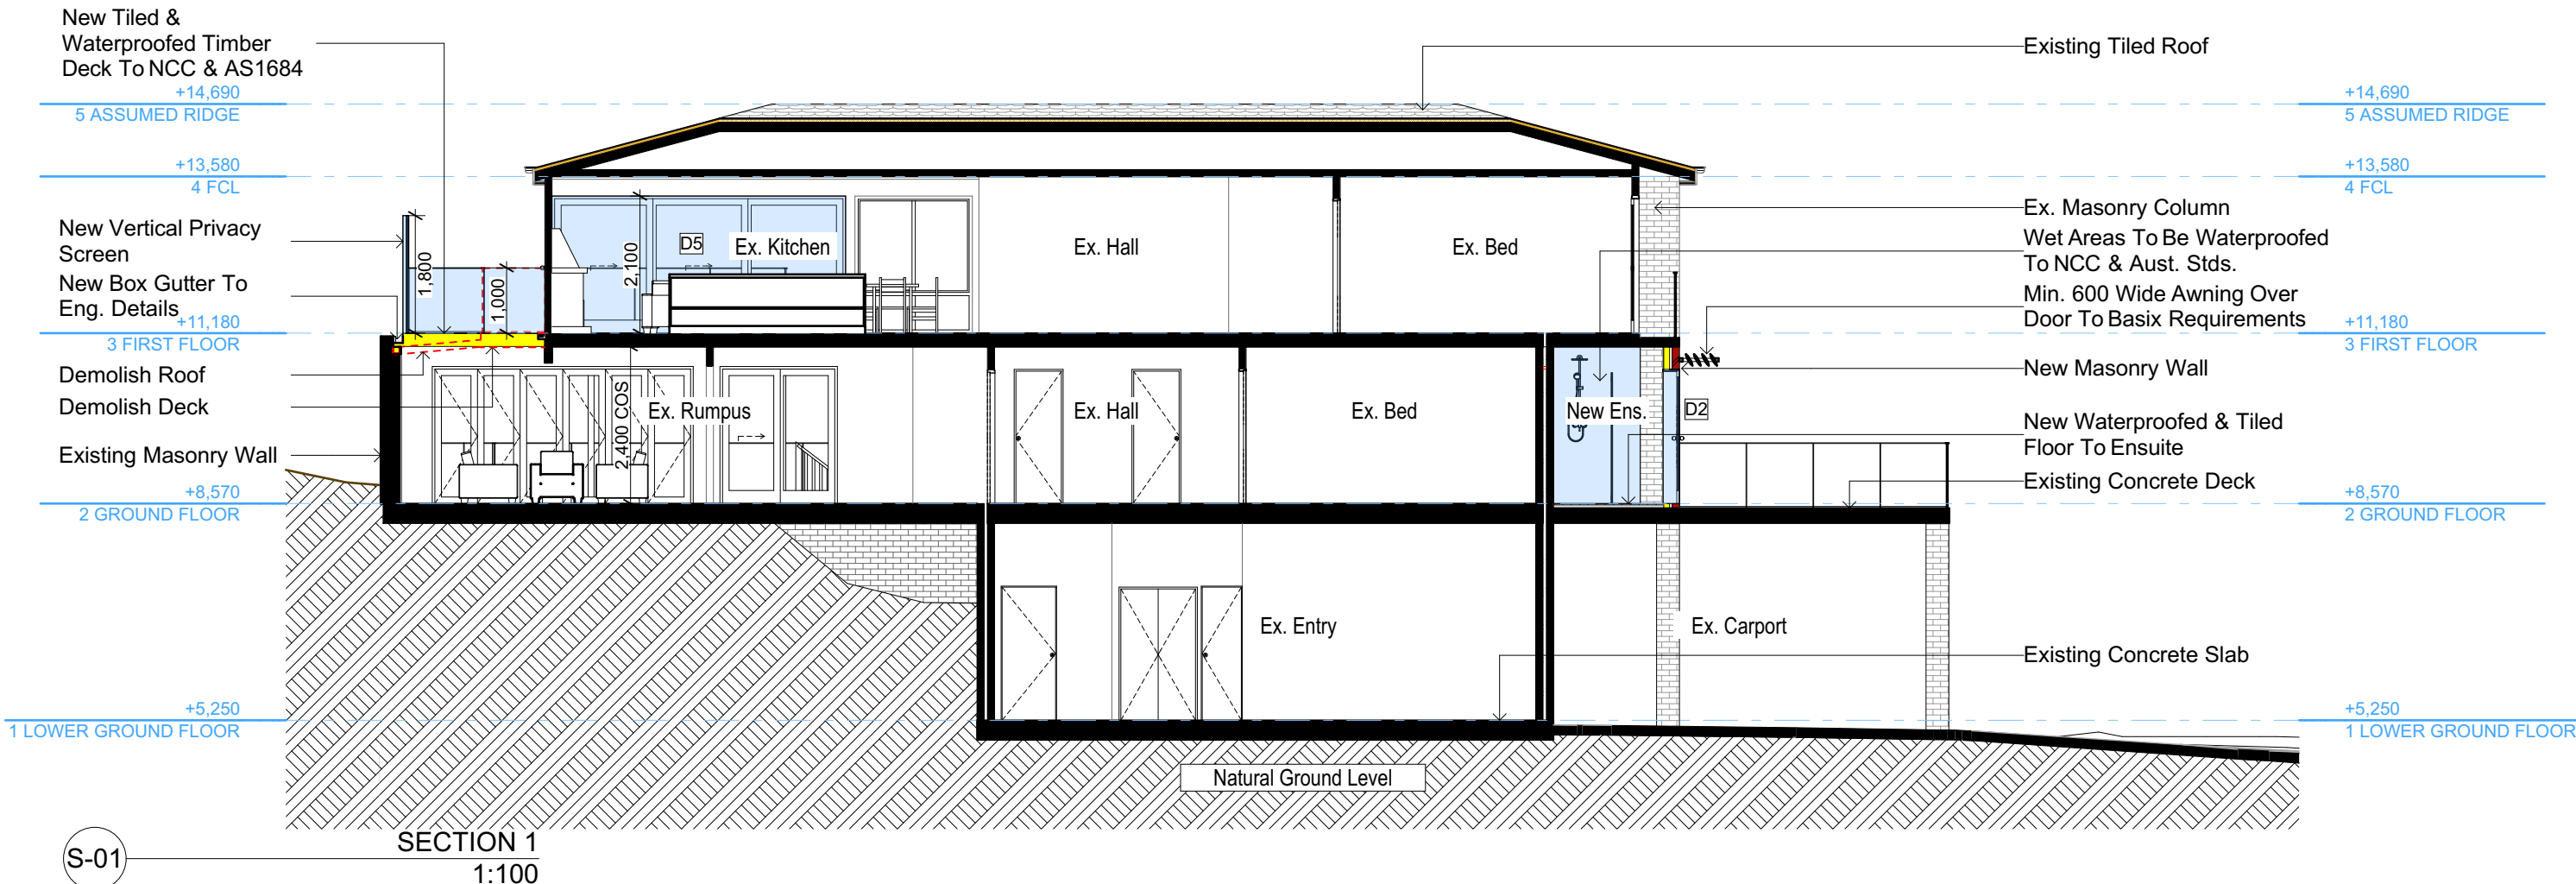 New Tiled &
Waterproofed Timber
Deck To NCC & AS1684
+14,690
5 ASSUMED RIDGE
+13,580
4 FCL
New Vertical Privacy
Screen
New Box Gutter To
Eng. Details
+11,180
3 FIRST FLOOR
Demolish Roof
Demolish Deck
Existing Masonry Wall
+8,570
2 GROUND FLOOR
+5,250
1 LOWER GROUND FLOOR
1,800
1,000
2,100
D5
Ex. Kitchen
Ex. Hall
Ex. Bed
2,400 COS
Ex. Rumpus
Ex. Hall
Ex. Bed
New Ens.
D2
Ex. Entry
Ex. Carport
Natural Ground Level
Existing Tiled Roof
+14,690
5 ASSUMED RIDGE
+13,580
4 FCL
Ex. Masonry Column
Wet Areas To Be Waterproofed
To NCC & Aust. Stds.
Min. 600 Wide Awning Over
Door To Basix Requirements
+11,180
3 FIRST FLOOR
New Masonry Wall
New Waterproofed & Tiled
Floor To Ensuite
Existing Concrete Deck
+8,570
2 GROUND FLOOR
Existing Concrete Slab
+5,250
1 LOWER GROUND FLOOR
S-01
SECTION 1
1:100